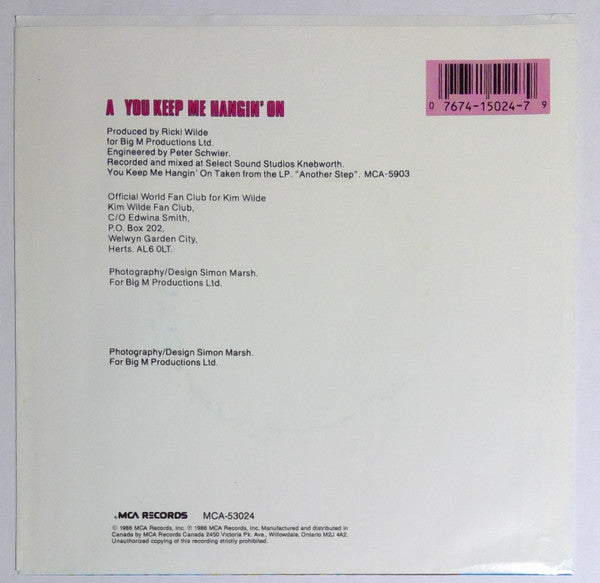 A YOU KEEP ME HANGIN' ON
0 7674-15024-7 9
Produced by Ricki Wilde
for Big M Productions Ltd.
Engineered by Peter Schwier.
Recorded and mixed at Select Sound Studios Knebworth.
You Keep Me Hangin' On Taken from the LP. "Another Step". MCA-5903
Official World Fan Club for Kim Wilde
Kim Wilde Fan Club,
C/O Edwina Smith,
P.O. Box 202,
Welwyn Garden City,
Herts. AL6 0LT.
Photography/Design Simon Marsh.
For Big M Productions Ltd.
Photography/Design Simon Marsh.
For Big M Productions Ltd.
MCA RECORDS MCA-53024
© 1986 MCA Records, Inc. ℗ 1986 MCA Records, Inc. Manufactured and distributed in
Canada by MCA Records Canada 2450 Victoria Pk. Ave., Willowdale, Ontario M2J 4A2.
Unauthorized copying of this recording strictly prohibited.